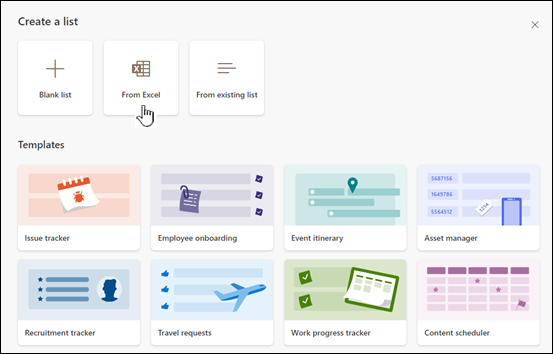 Create a list
Blank list
From Excel
From existing list
Templates
Issue tracker
Employee onboarding
Event itinerary
5687156
1649786
5564512
1234
Asset manager
Recruitment tracker
Travel requests
Work progress tracker
Content scheduler